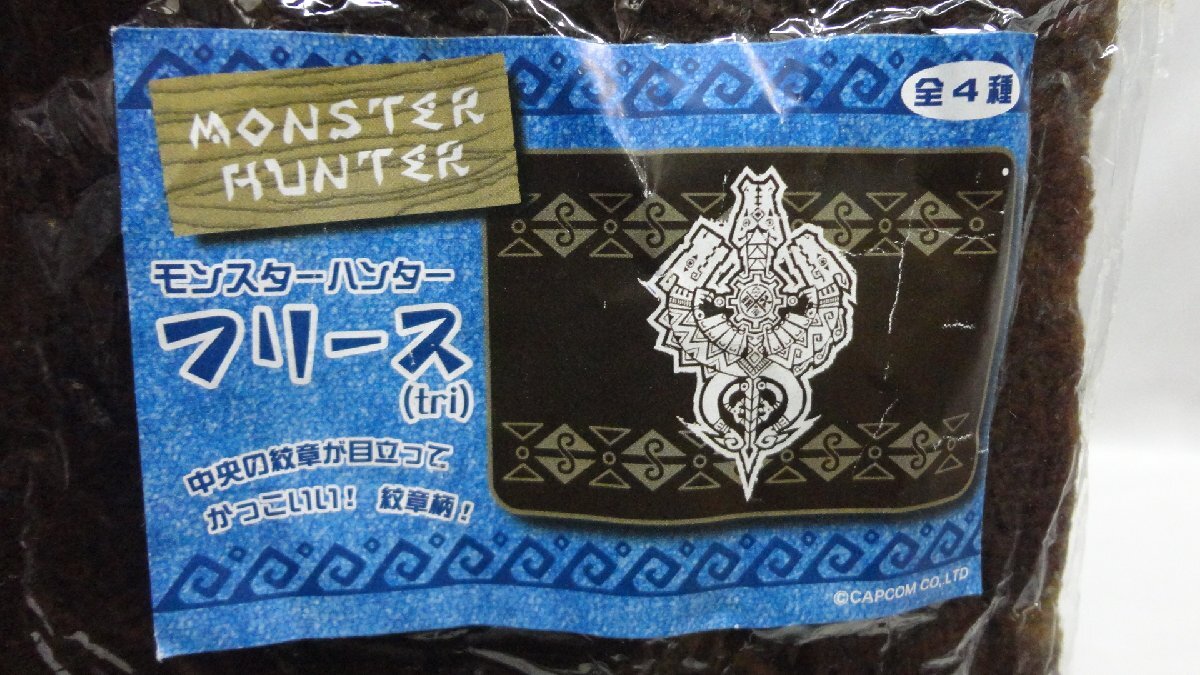 MONSTER
HUNTER
全4種
モンスターハンター
フリース
(tri)
中央の紋章が目立って
かっこいい! 紋章柄!
©CAPCOM CO., LTD